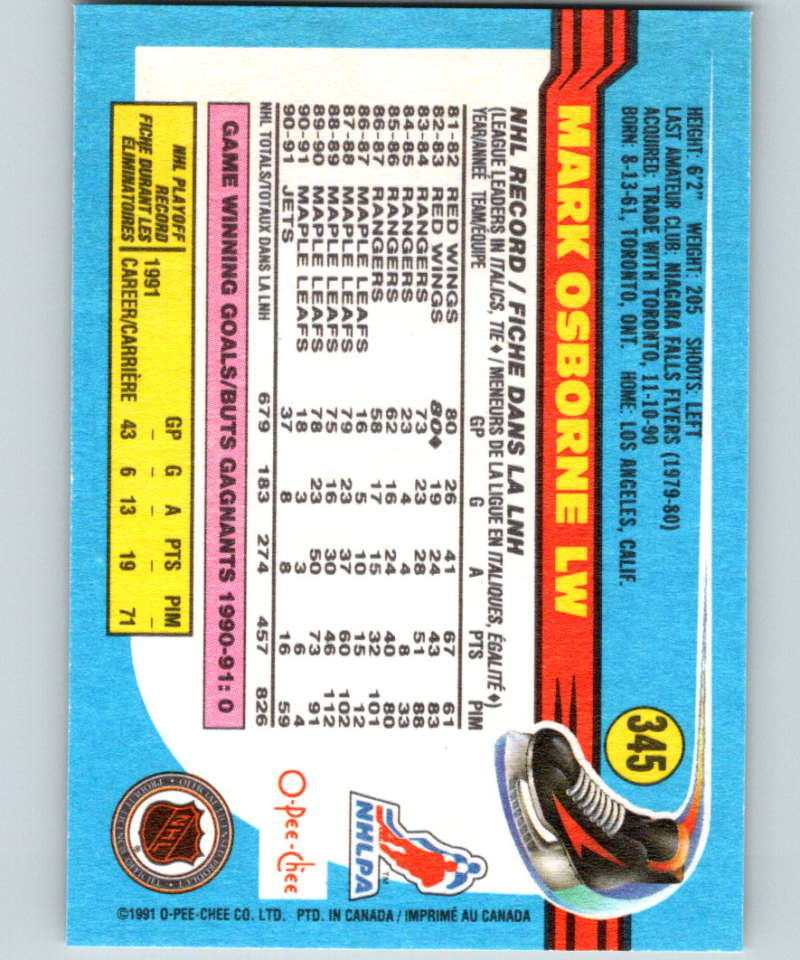 HEIGHT: 6'2" WEIGHT: 205 SHOOTS: LEFT
LAST AMATEUR CLUB: NIAGARA FALLS FLYERS (1979-80)
ACQUIRED: TRADE WITH TORONTO, 11-10-90
BORN: 8-13-61, TORONTO, ONT. HOME: LOS ANGELES, CALIF.
345
MARK OSBORNE LW
NHL RECORD / FICHE DANS LA LNH
(LEAGUE LEADERS IN ITALICS, TIE♦ / MENEURS DE LA LIGUE EN ITALIQUES, ÉGALITÉ♦)
YEAR/ANNÉE TEAM/ÉQUIPE GP G A PTS PIM
81-82 RED WINGS 80 26 41 67 61
82-83 RED WINGS 80♦ 19 24 43 83
83-84 RANGERS 73 23 28 51 88
84-85 RANGERS 23 4 4 8 33
85-86 RANGERS 62 16 24 40 80
86-87 RANGERS 58 17 15 32 101
86-87 MAPLE LEAFS 16 5 10 15 12
87-88 MAPLE LEAFS 79 23 37 60 102
88-89 MAPLE LEAFS 75 16 30 46 112
89-90 MAPLE LEAFS 78 23 50 73 91
90-91 MAPLE LEAFS 18 3 3 6 4
90-91 JETS 37 8 8 16 59
NHL TOTALS/TOTAUX DANS LA LNH 679 183 274 457 826
GAME WINNING GOALS/BUTS GAGNANTS 1990-91: 0
NHL PLAYOFF
RECORD
FICHE DURANT LES
ÉLIMINATOIRES
GP G A PTS PIM
1991 – – – – –
CAREER/CARRIÈRE 43 6 13 19 71
NHLPA
TM
O-Pee-Chee
NHL
©1991 O-PEE-CHEE CO. LTD. PTD. IN CANADA / IMPRIMÉ AU CANADA